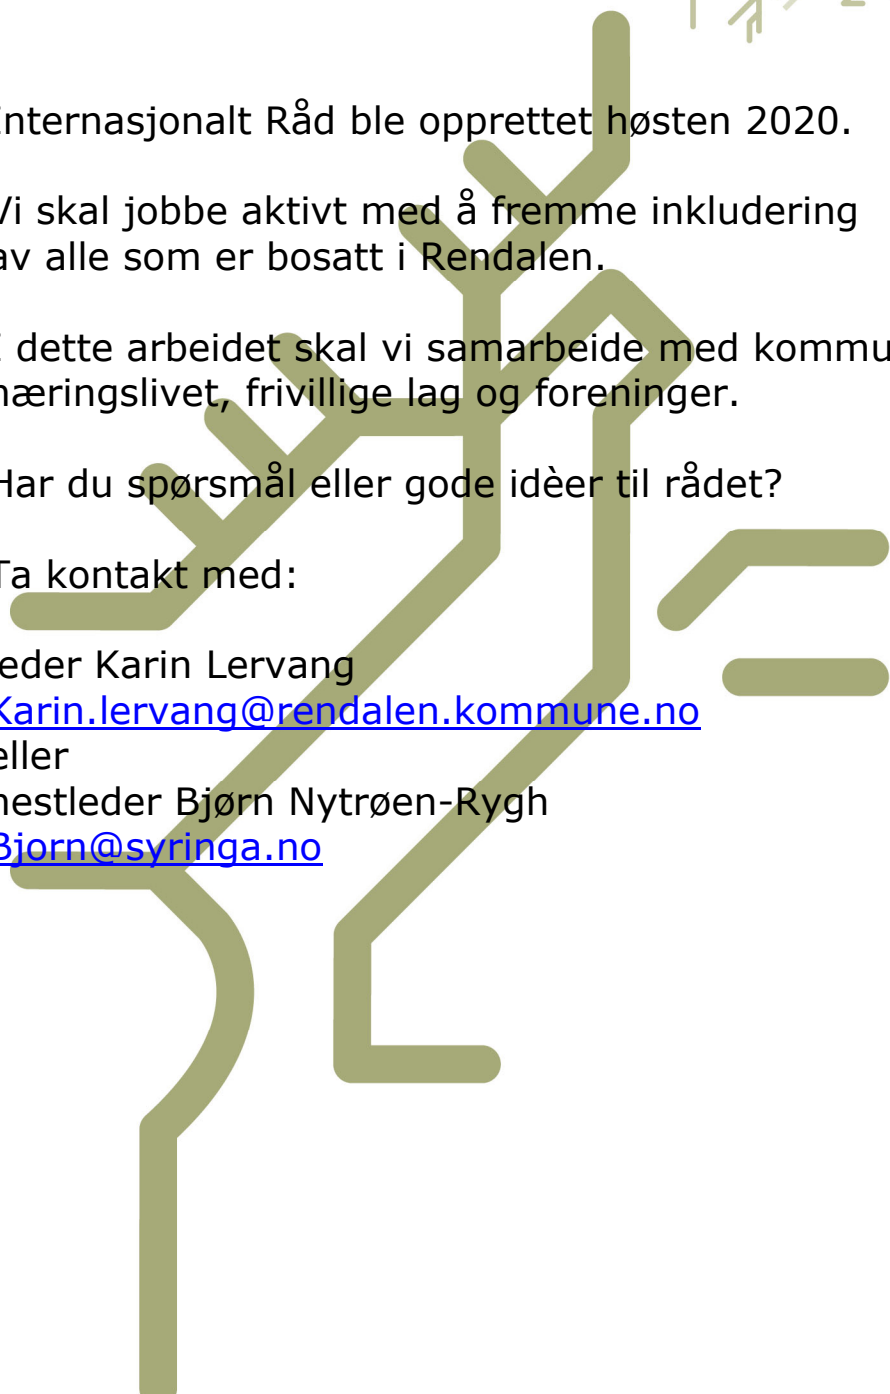 Internasjonalt Råd ble opprettet høsten 2020.
Vi skal jobbe aktivt med å fremme inkludering
av alle som er bosatt i Rendalen.
I dette arbeidet skal vi samarbeide med kommu
næringslivet, frivillige lag og foreninger.
Har du spørsmål eller gode idèer til rådet?
Ta kontakt med:
leder Karin Lervang
Karin.lervang@rendalen.kommune.no
eller
nestleder Bjørn Nytrøen-Rygh
Bjorn@syringa.no